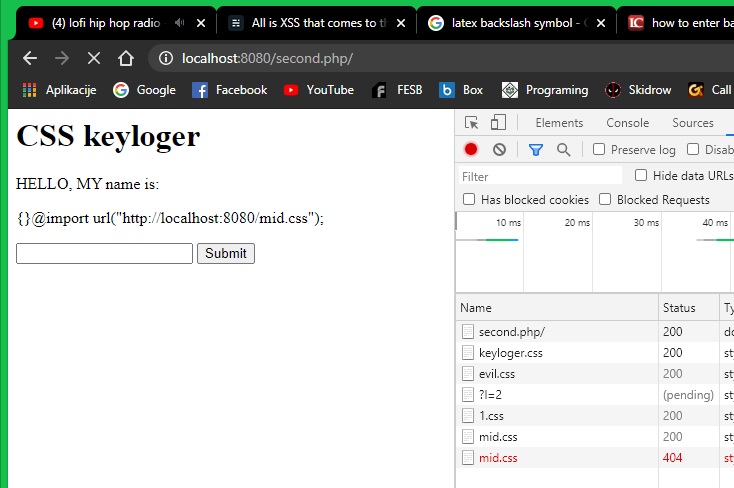 (4) lofi hip hop radio
All is XSS that comes to th
latex backslash symbol -
how to enter ba
localhost:8080/second.php/
Aplikacije Google Facebook YouTube FESB Box Programing Skidrow Call
CSS keyloger
HELLO, MY name is:
{}@import url("http://localhost:8080/mid.css");
Submit
Elements Console Sources
Preserve log Disab
Filter Hide data URLs
Has blocked cookies Blocked Requests
10 ms 20 ms 30 ms 40 ms
Name Status Ty
second.php/ 200 do
keyloger.css 200 st
evil.css 200 st
?l=2 (pending) st
1.css 200 st
mid.css 200 st
mid.css 404 st